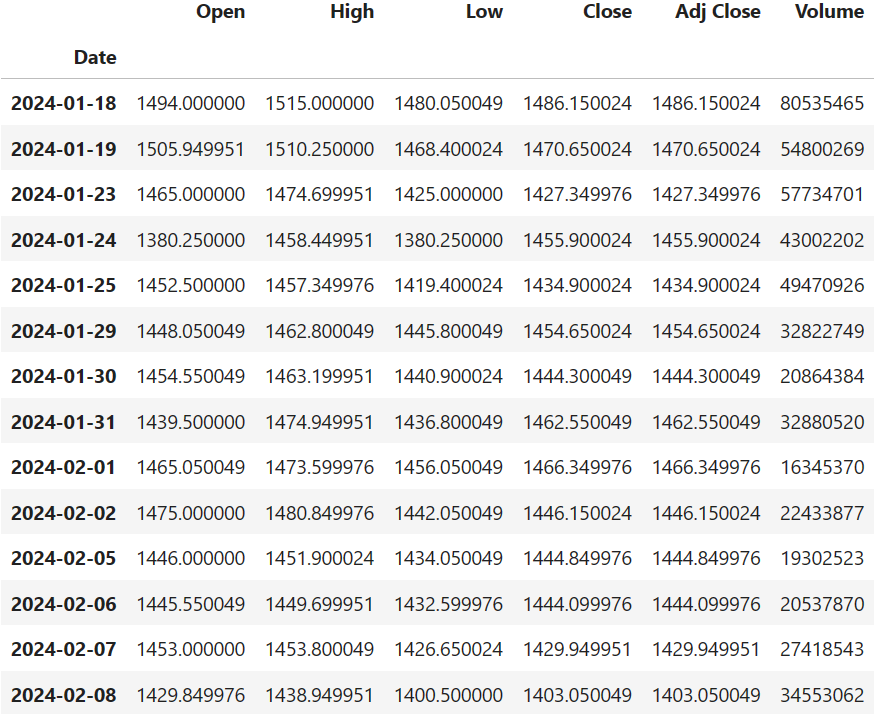 Open High Low Close Adj Close Volume
Date
2024-01-18 1494.000000 1515.000000 1480.050049 1486.150024 1486.150024 80535465
2024-01-19 1505.949951 1510.250000 1468.400024 1470.650024 1470.650024 54800269
2024-01-23 1465.000000 1474.699951 1425.000000 1427.349976 1427.349976 57734701
2024-01-24 1380.250000 1458.449951 1380.250000 1455.900024 1455.900024 43002202
2024-01-25 1452.500000 1457.349976 1419.400024 1434.900024 1434.900024 49470926
2024-01-29 1448.050049 1462.800049 1445.800049 1454.650024 1454.650024 32822749
2024-01-30 1454.550049 1463.199951 1440.900024 1444.300049 1444.300049 20864384
2024-01-31 1439.500000 1474.949951 1436.800049 1462.550049 1462.550049 32880520
2024-02-01 1465.050049 1473.599976 1456.050049 1466.349976 1466.349976 16345370
2024-02-02 1475.000000 1480.849976 1442.050049 1446.150024 1446.150024 22433877
2024-02-05 1446.000000 1451.900024 1434.050049 1444.849976 1444.849976 19302523
2024-02-06 1445.550049 1449.699951 1432.599976 1444.099976 1444.099976 20537870
2024-02-07 1453.000000 1453.800049 1426.650024 1429.949951 1429.949951 27418543
2024-02-08 1429.849976 1438.949951 1400.500000 1403.050049 1403.050049 34553062